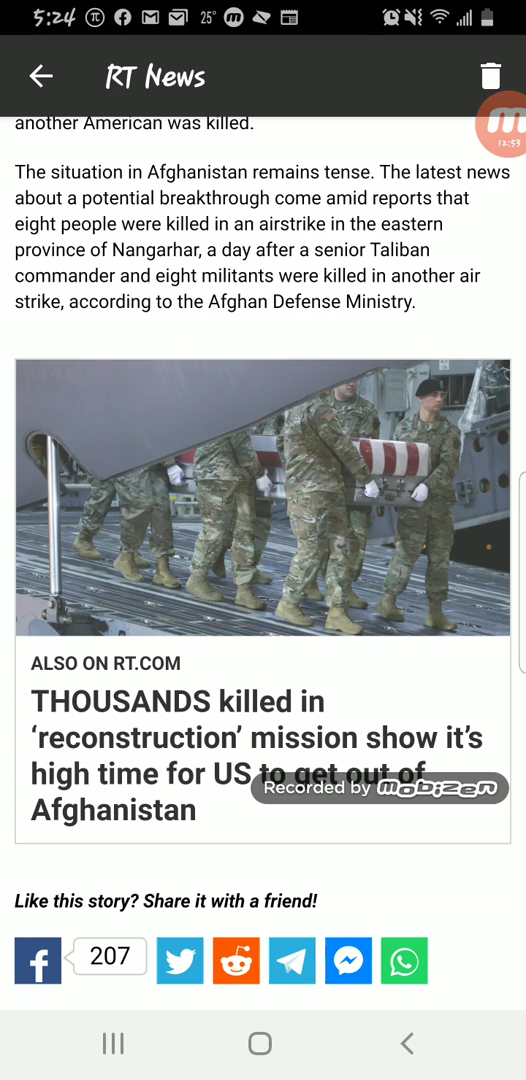 5:24
25°
RT News
12:53
another American was killed.
The situation in Afghanistan remains tense. The latest news
about a potential breakthrough come amid reports that
eight people were killed in an airstrike in the eastern
province of Nangarhar, a day after a senior Taliban
commander and eight militants were killed in another air
strike, according to the Afghan Defense Ministry.
ALSO ON RT.COM
THOUSANDS killed in
‘reconstruction’ mission show it’s
high time for US to get out of
Recorded by mobizen
Afghanistan
Like this story? Share it with a friend!
207